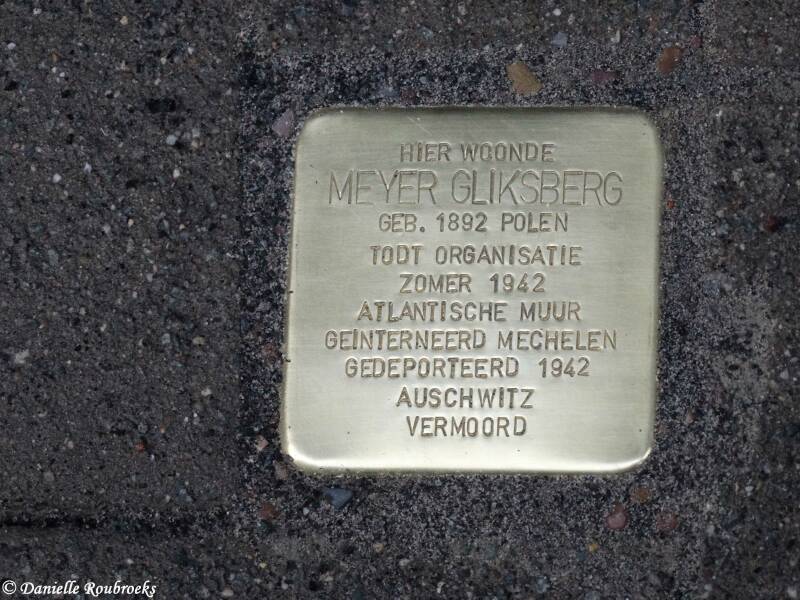 HIER WOONDE
MEYER GLIKSBERG
GEB. 1892 POLEN
TODT ORGANISATIE
ZOMER 1942
ATLANTISCHE MUUR
GEÏNTERNEERD MECHELEN
GEDEPORTEERD 1942
AUSCHWITZ
VERMOORD
© Danielle Roubroeks